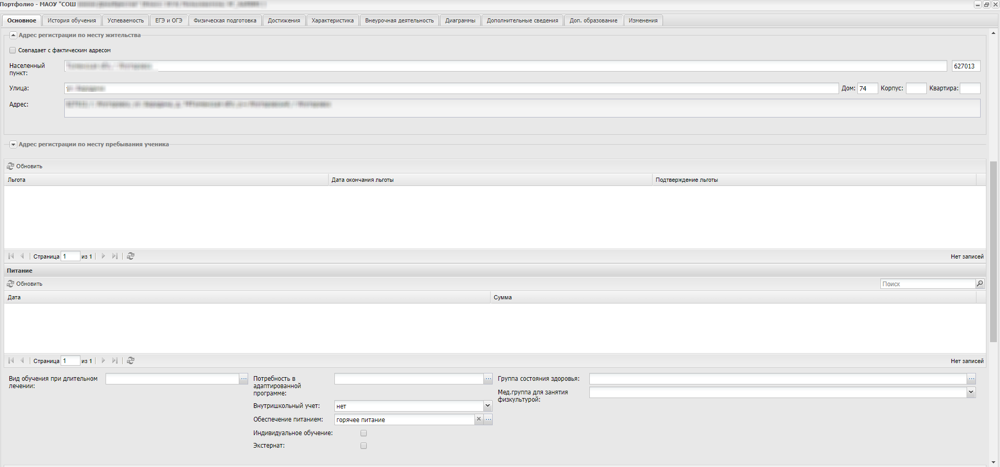 Портфолио - МАОУ "СОШ
Основное История обучения Успеваемость ЕГЭ и ОГЭ Физическая подготовка Достижения Характеристика Внеурочная деятельность Диаграммы Дополнительные сведения Доп. образование Изменения
Адрес регистрации по месту жительства
Совпадает с фактическим адресом
Населенный
пункт:
627013
Улица: Дом: 74 Корпус: Квартира:
Адрес:
Адрес регистрации по месту пребывания ученика
Обновить
Льгота Дата окончания льготы Подтверждение льготы
Страница 1 из 1 Нет записей
Питание
Обновить Поиск
Дата Сумма
Страница 1 из 1 Нет записей
Вид обучения при длительном
лечении:
Потребность в
адаптированной
программе:
Внутришкольный учет: нет
Обеспечение питанием: горячее питание
Индивидуальное обучение:
Экстернат:
Группа состояния здоровья:
Мед.группа для занятия
физкультурой: